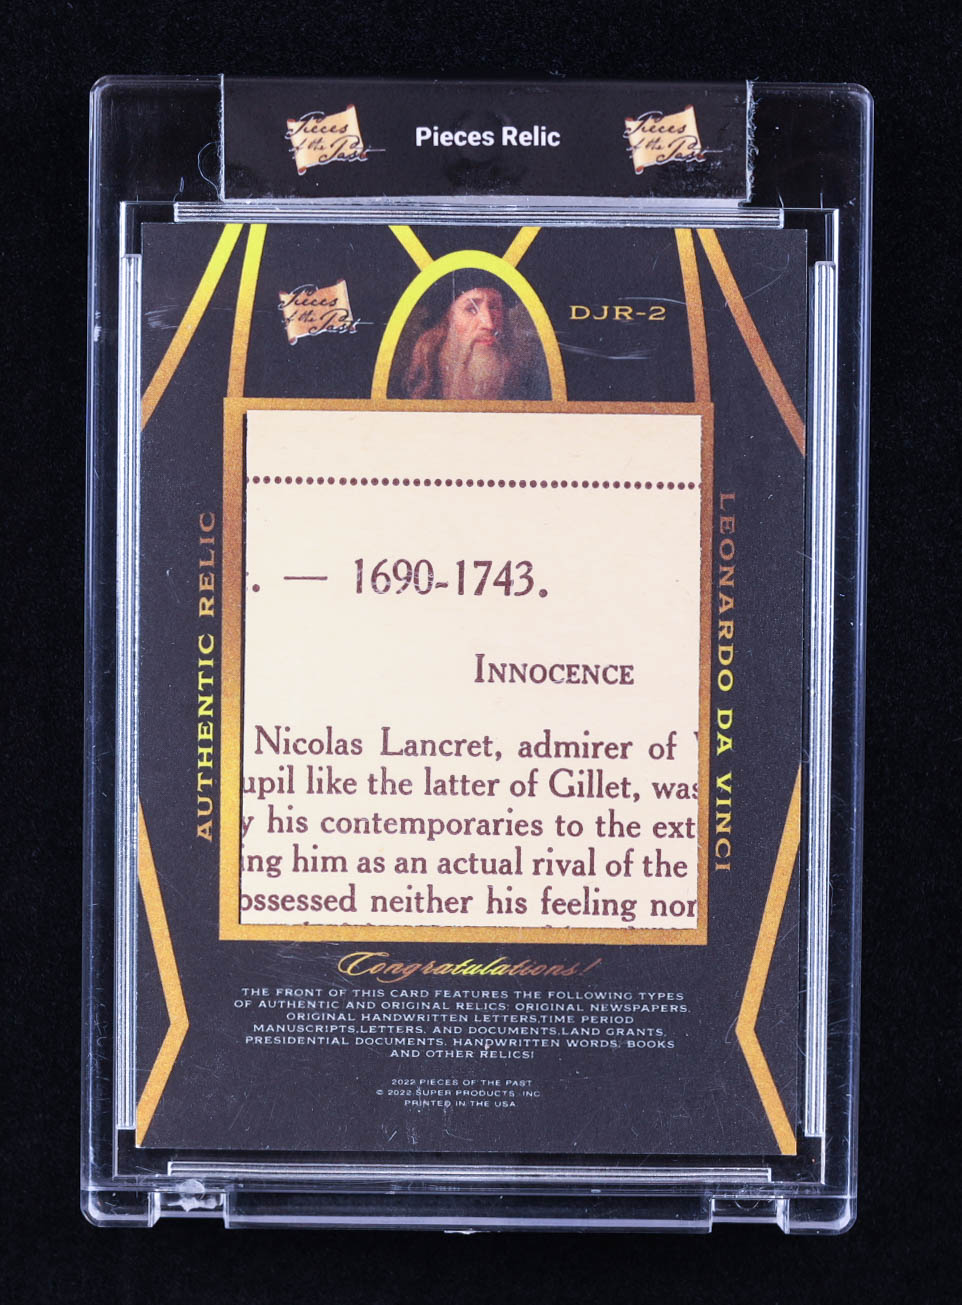 Pieces of the Past
Pieces Relic
Pieces of the Past
Pieces of the Past
DJR-2
AUTHENTIC RELIC
LEONARDO DA VINCI
. — 1690-1743.
INNOCENCE
Nicolas Lancret, admirer of
upil like the latter of Gillet, was
y his contemporaries to the ext
ing him as an actual rival of the
ossessed neither his feeling nor
Congratulations!
THE FRONT OF THIS CARD FEATURES THE FOLLOWING TYPES
OF AUTHENTIC AND ORIGINAL RELICS: ORIGINAL NEWSPAPERS,
ORIGINAL HANDWRITTEN LETTERS,TIME PERIOD
MANUSCRIPTS,LETTERS, AND DOCUMENTS,LAND GRANTS,
PRESIDENTIAL DOCUMENTS, HANDWRITTEN WORDS, BOOKS
AND OTHER RELICS!
2022 PIECES OF THE PAST
© 2022 SUPER PRODUCTS, INC.
PRINTED IN THE USA